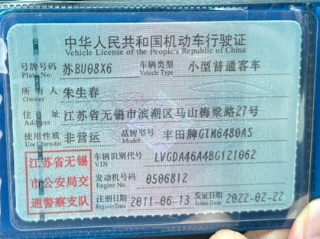 中华人民共和国机动车行驶证
Vehicle License of the People's Republic of China
号牌号码 苏BU08X6 车辆类型 小型普通客车
Plate No. Vehicle Type
所有人 朱生春
Owner
住址 江苏省无锡市滨湖区马山梅梁路27号
Address
使用性质 非营运 品牌型号 丰田牌GTM6480AS
Use Character Model
江苏省无锡市公安局交通警察支队
车辆识别代号 LVGDA46A4BG121062
VIN
发动机号码 0506812
Engine No.
注册日期 2011-06-13 发证日期 2022-02-22
Register Date Issue Date